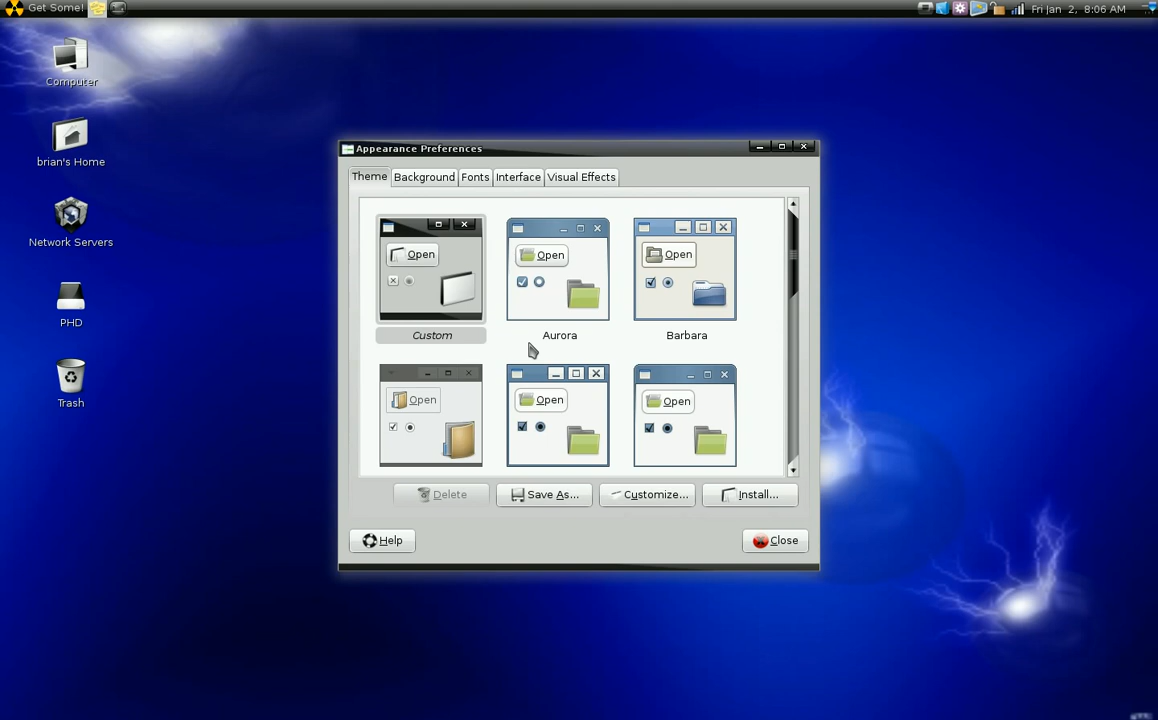 Get Some!
Fri Jan 2, 8:06 AM
Computer
brian's Home
Network Servers
PHD
Trash
Appearance Preferences
Theme Background Fonts Interface Visual Effects
Open Open Open
Custom Aurora Barbara
Open Open Open
Delete Save As... Customize... Install...
Help Close